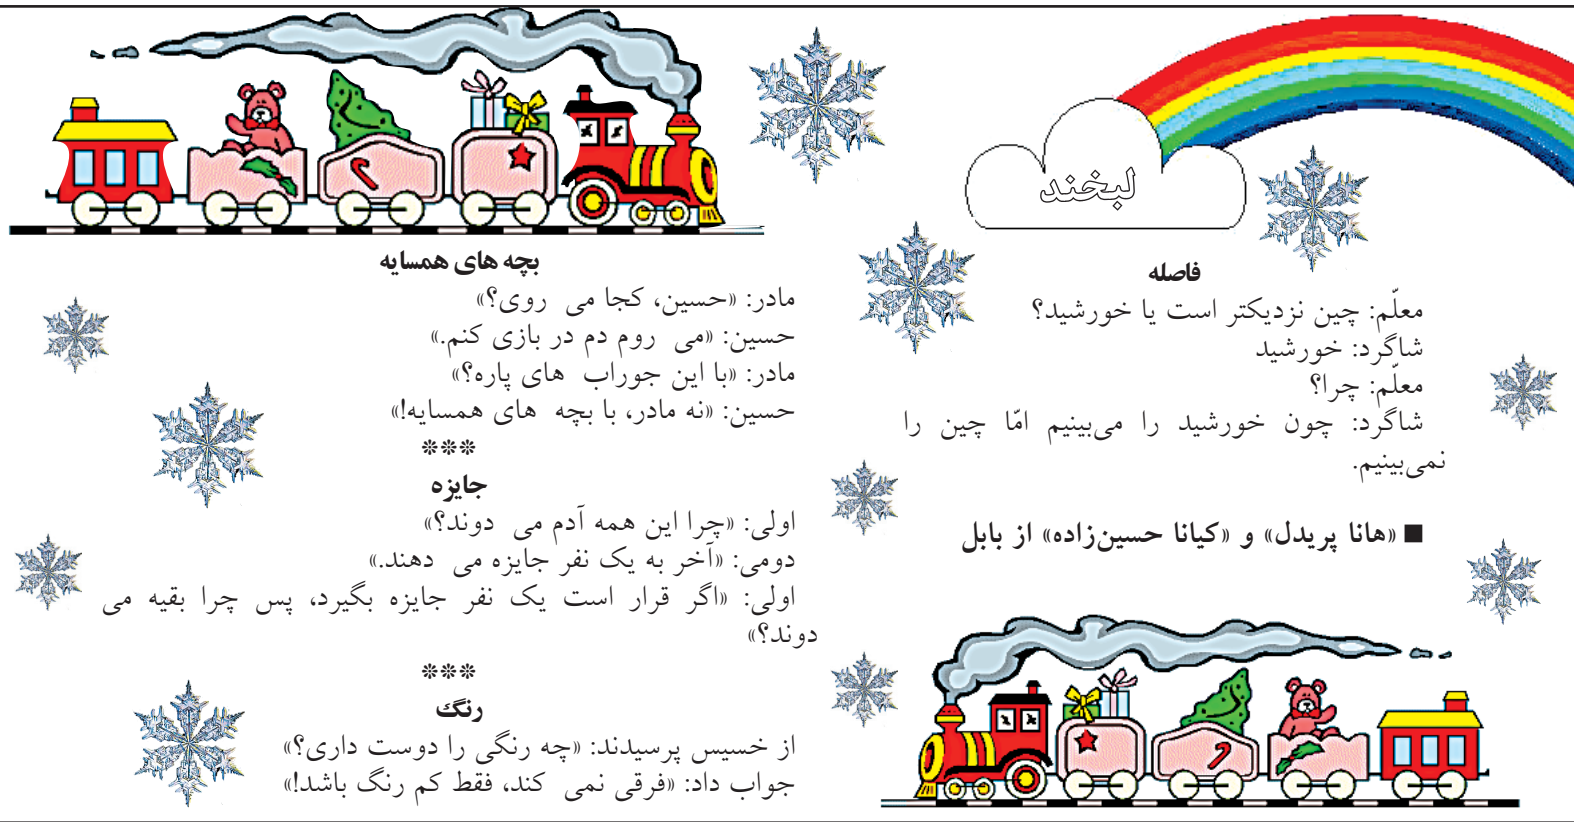 لبخند
فاصله
معلّم: چین نزدیکتر است یا خورشید؟
شاگرد: خورشید
معلّم: چرا؟
شاگرد: چون خورشید را می‌بینیم امّا چین را
نمی‌بینیم.
■ «هانا پریدل» و «کیانا حسین‌زاده» از بابل
بچه های همسایه
مادر: «حسین، کجا می روی؟»
حسین: «می روم دم در بازی کنم.»
مادر: «با این جوراب های پاره؟»
حسین: «نه مادر، با بچه های همسایه!»
***
جایزه
اولی: «چرا این همه آدم می دوند؟»
دومی: «آخر به یک نفر جایزه می دهند.»
اولی: «اگر قرار است یک نفر جایزه بگیرد، پس چرا بقیه می
دوند؟»
***
رنگ
از خسیس پرسیدند: «چه رنگی را دوست داری؟»
جواب داد: «فرقی نمی کند، فقط کم رنگ باشد!»